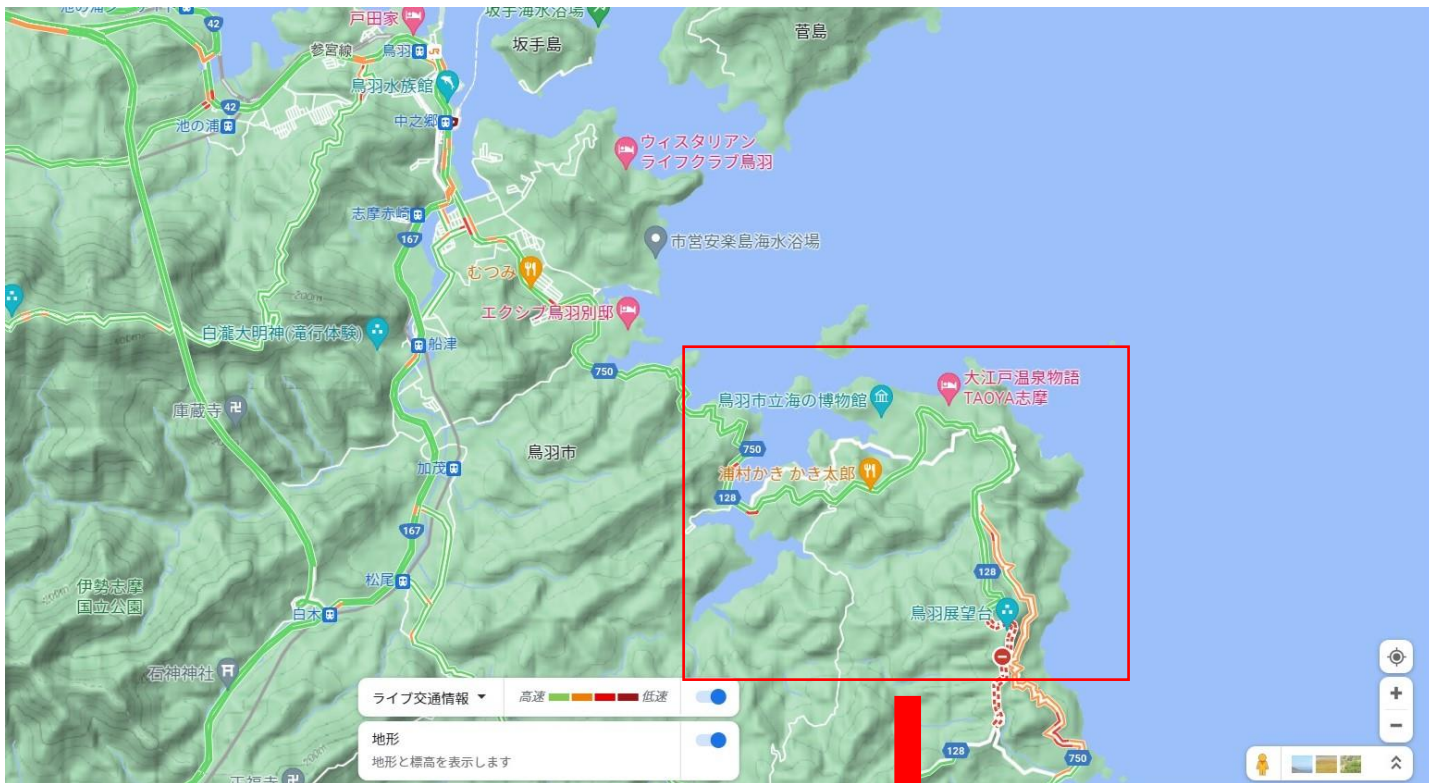 42
戸田家
坂手海水浴場
菅島
坂手島
参宮線
鳥羽
JR
鳥羽水族館
42
池の浦
中之郷
ウィスタリアン
ライフクラブ鳥羽
志摩赤崎
167
市営安楽島海水浴場
むつみ
200m
エクシブ鳥羽別邸
白瀧大明神(滝行体験)
船津
750
大江戸温泉物語
TAOYA志摩
鳥羽市立海の博物館
庫蔵寺
鳥羽市
750
加茂
浦村かき かき太郎
128
167
128
松尾
伊勢志摩
国立公園
白木
鳥羽展望台
石神神社
ライブ交通情報
高速
低速
地形
地形と標高を表示します
128
750
正福寺